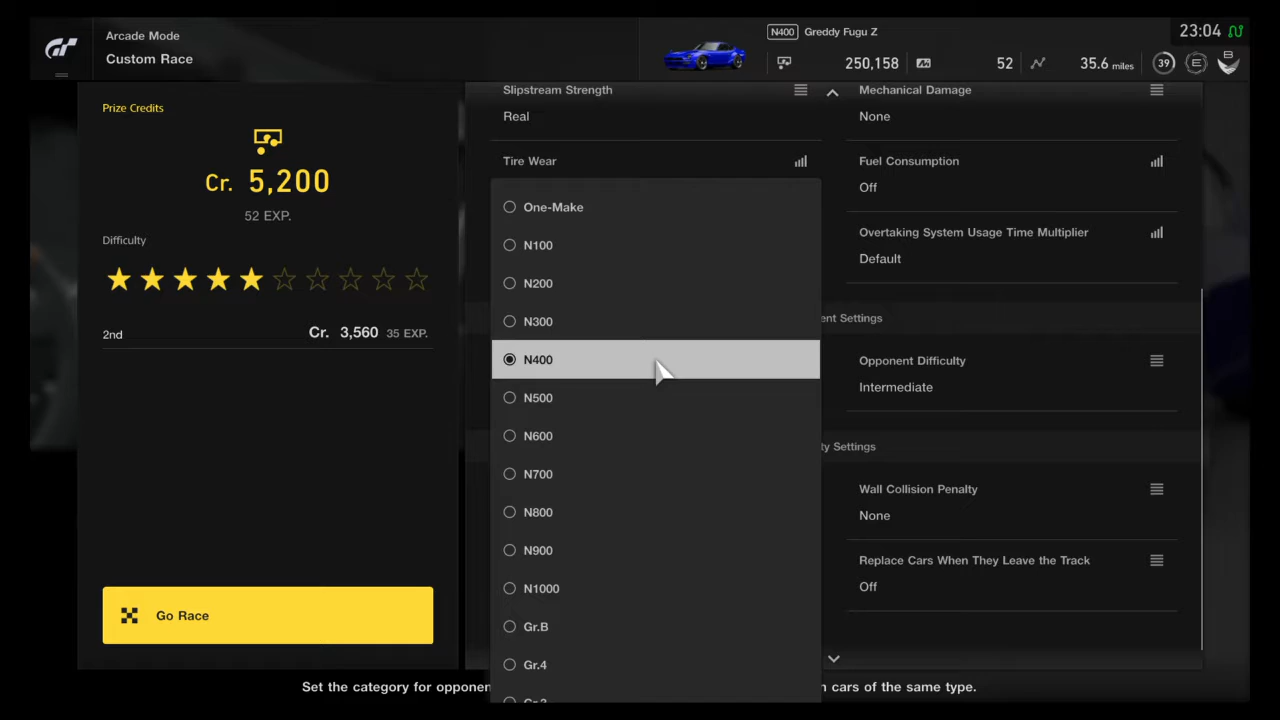 Arcade Mode
Custom Race
N400 Greddy Fugu Z
250,158
52
35.6 miles
39
E
B
23:04
Prize Credits
Cr. 5,200
52 EXP.
Difficulty
2nd Cr. 3,560 35 EXP.
Go Race
Slipstream Strength
Real
Tire Wear
One-Make
N100
N200
N300
N400
N500
N600
N700
N800
N900
N1000
Gr.B
Gr.4
Mechanical Damage
None
Fuel Consumption
Off
Overtaking System Usage Time Multiplier
Default
Settings
Opponent Difficulty
Intermediate
Settings
Wall Collision Penalty
None
Replace Cars When They Leave the Track
Off
Set the category for cars of the same type.